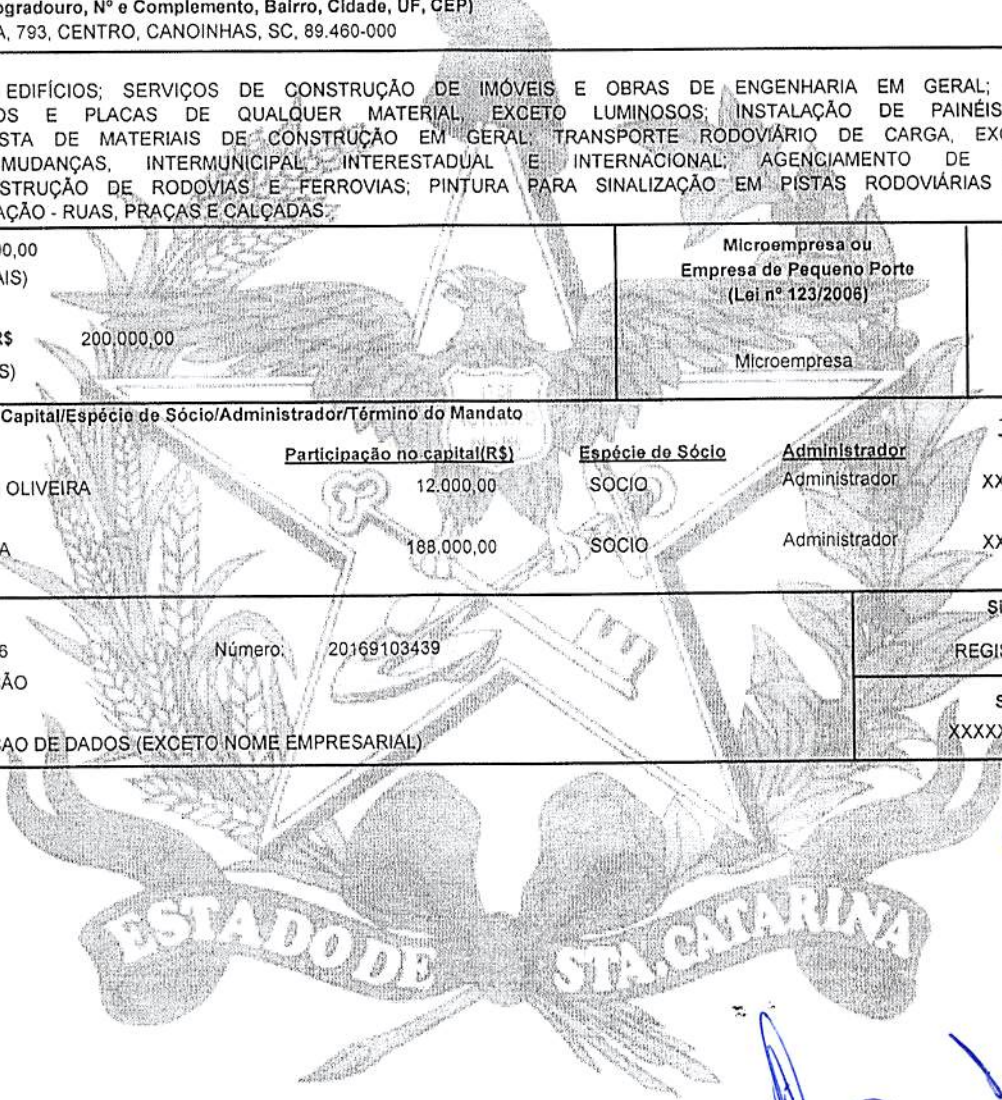 ogradouro, Nº e Complemento, Bairro, Cidade, UF, CEP)
A, 793, CENTRO, CANOINHAS, SC, 89.460-000
EDIFÍCIOS; SERVIÇOS DE CONSTRUÇÃO DE IMÓVEIS E OBRAS DE ENGENHARIA EM GERAL;
OS E PLACAS DE QUALQUER MATERIAL, EXCETO LUMINOSOS; INSTALAÇÃO DE PAINÉIS
STA DE MATERIAIS DE CONSTRUÇÃO EM GERAL; TRANSPORTE RODOVIÁRIO DE CARGA, EXC
MUDANÇAS, INTERMUNICIPAL, INTERESTADUAL E INTERNACIONAL; AGENCIAMENTO DE
STRUÇÃO DE RODOVIAS E FERROVIAS; PINTURA PARA SINALIZAÇÃO EM PISTAS RODOVIÁRIAS
AÇÃO - RUAS, PRAÇAS E CALÇADAS.
00,00
AIS)
R$ 200.000,00
S)
Microempresa ou
Empresa de Pequeno Porte
(Lei nº 123/2006)
Microempresa
Capital/Espécie de Sócio/Administrador/Término do Mandato
Participação no capital(R$) Espécie de Sócio Administrador
OLIVEIRA 12.000,00 SOCIO Administrador XX
A 188.000,00 SOCIO Administrador XX
6 Número: 20169103439
ÃO
ÇAO DE DADOS (EXCETO NOME EMPRESARIAL)
Si
REGIS
S
XXXXX
ESTADO DE STA. CATARINA